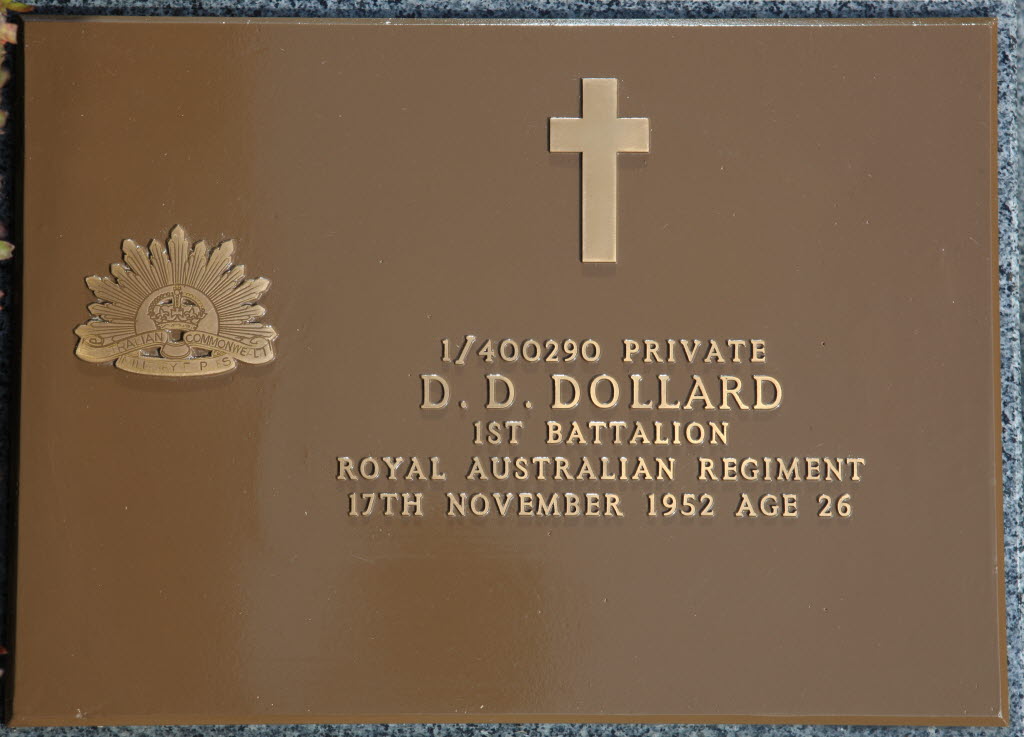 1/400290 PRIVATE
D. D. DOLLARD
1ST BATTALION
ROYAL AUSTRALIAN REGIMENT
17TH NOVEMBER 1952 AGE 26